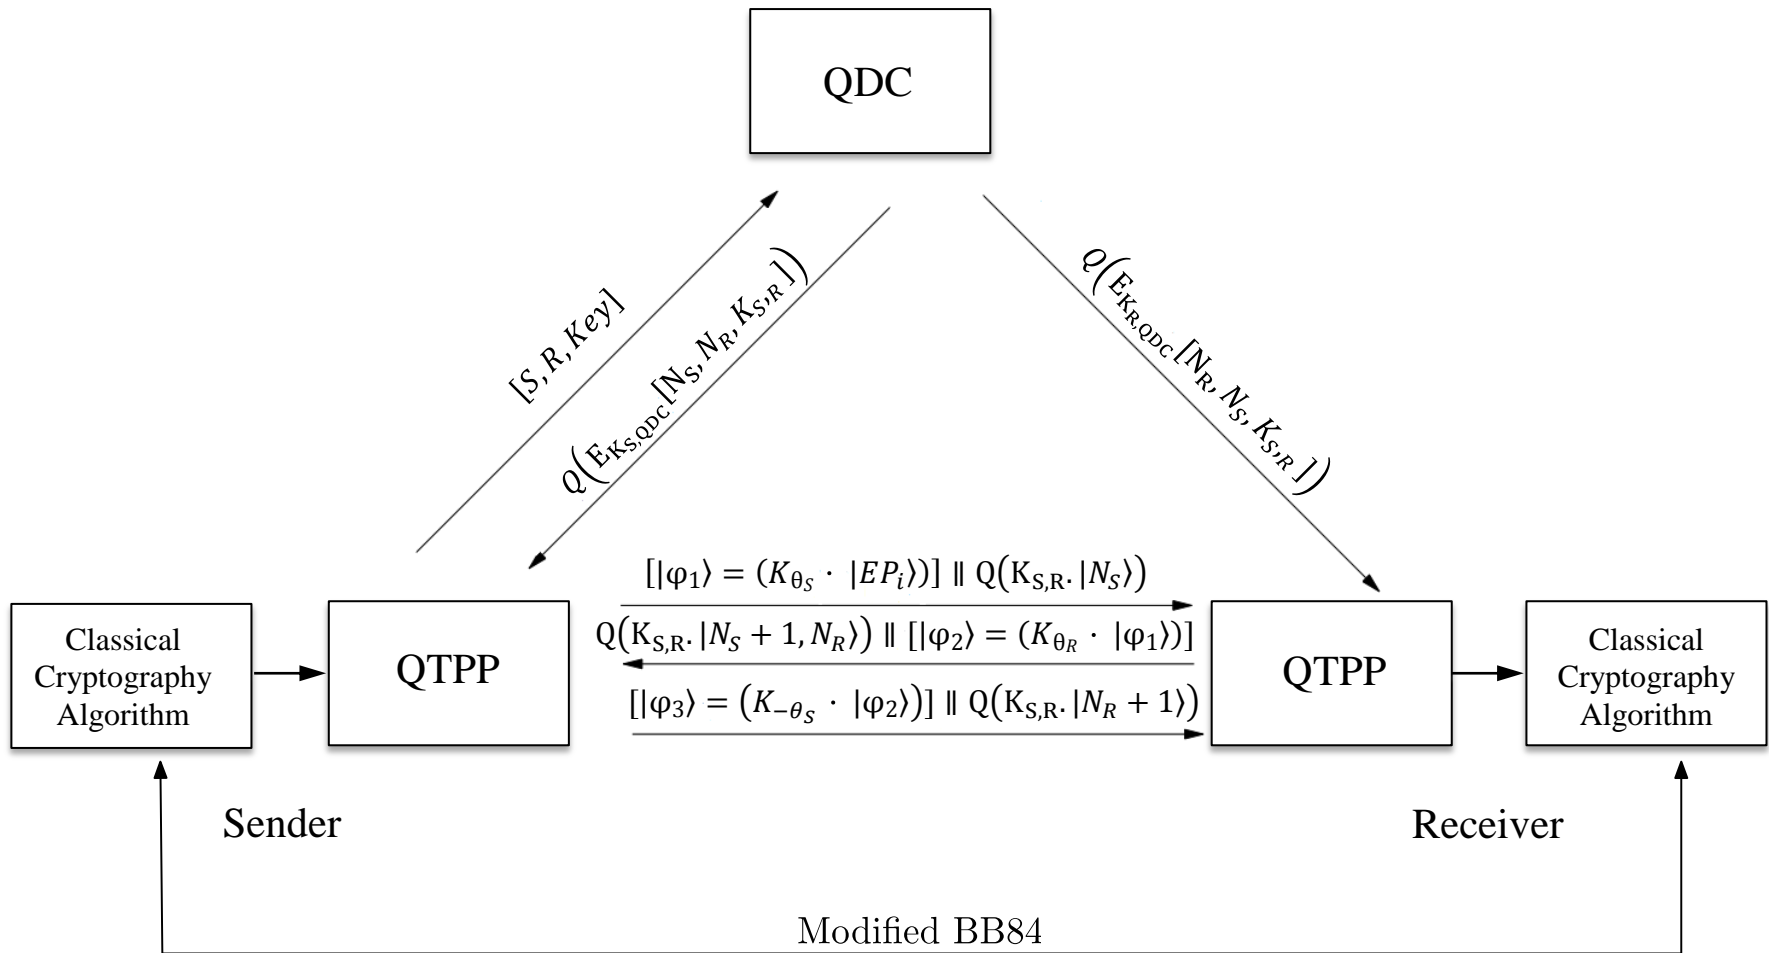 QDC
[S, R, Key]
Q(E_{K_{S,QDC}}[N_S, N_R, K_{S,R}])
Q(E_{K_{R,QDC}}[N_R, N_S, K_{S,R}])
[|φ₁⟩ = (K_{θ_S} · |EP_i⟩)] ∥ Q(K_{S,R}. |N_S⟩)
Q(K_{S,R}. |N_S + 1, N_R⟩) ∥ [|φ₂⟩ = (K_{θ_R} · |φ₁⟩)]
[|φ₃⟩ = (K_{−θ_S} · |φ₂⟩)] ∥ Q(K_{S,R}. |N_R + 1⟩)
Classical
Cryptography
Algorithm
QTPP
QTPP
Classical
Cryptography
Algorithm
Sender
Receiver
Modified BB84